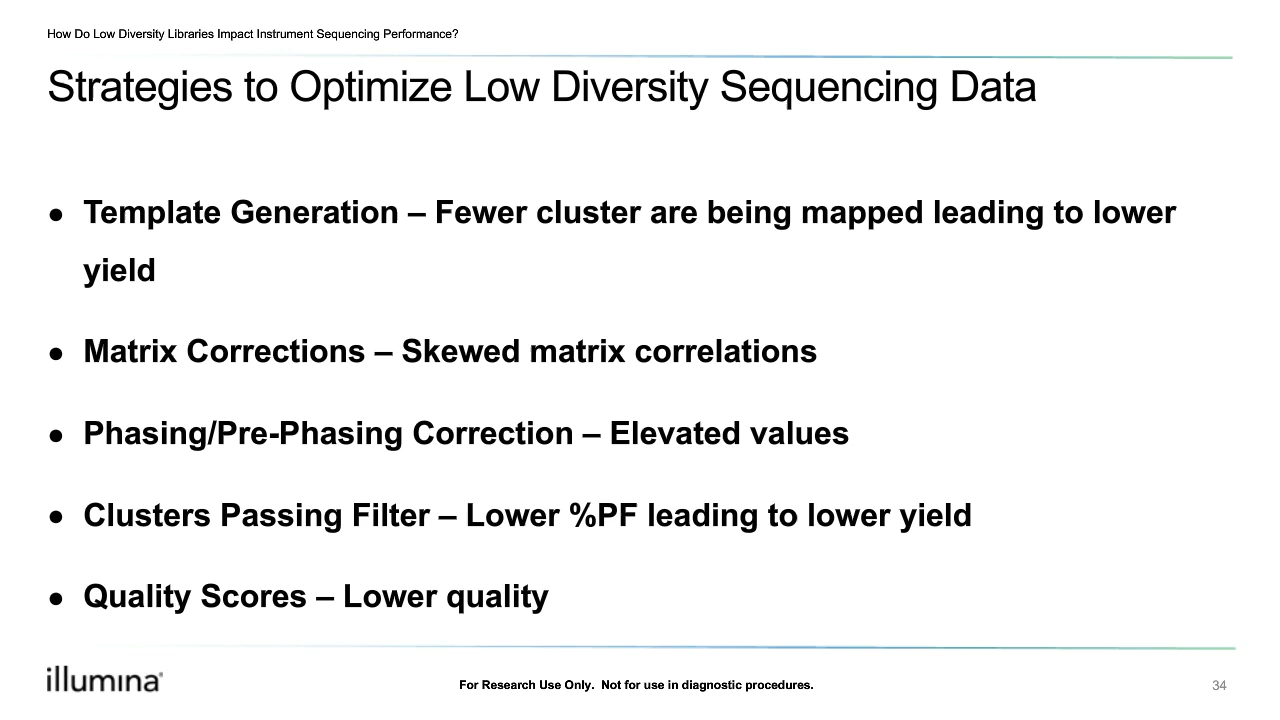 How Do Low Diversity Libraries Impact Instrument Sequencing Performance?
Strategies to Optimize Low Diversity Sequencing Data
● Template Generation – Fewer cluster are being mapped leading to lower
yield
● Matrix Corrections – Skewed matrix correlations
● Phasing/Pre-Phasing Correction – Elevated values
● Clusters Passing Filter – Lower %PF leading to lower yield
● Quality Scores – Lower quality
illumina®
For Research Use Only. Not for use in diagnostic procedures.
34